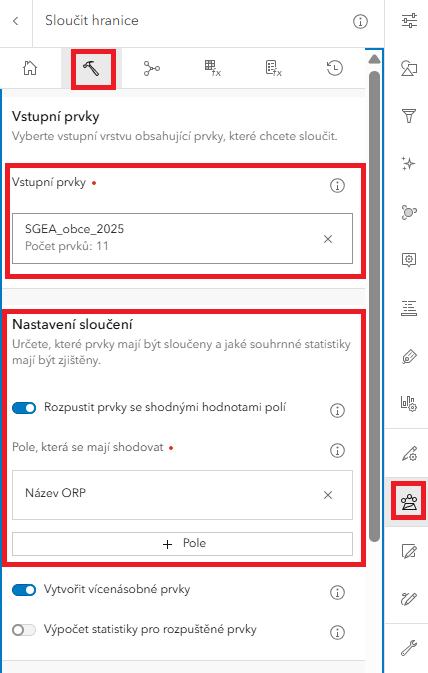 Sloučit hranice
Vstupní prvky
Vyberte vstupní vrstvu obsahující prvky, které chcete sloučit.
Vstupní prvky
SGEA_obce_2025
Počet prvků: 11
Nastavení sloučení
Určete, které prvky mají být sloučeny a jaké souhrnné statistiky
mají být zjištěny.
Rozpustit prvky se shodnými hodnotami polí
Pole, která se mají shodovat
Název ORP
+ Pole
Vytvořit vícenásobné prvky
Výpočet statistiky pro rozpuštěné prvky